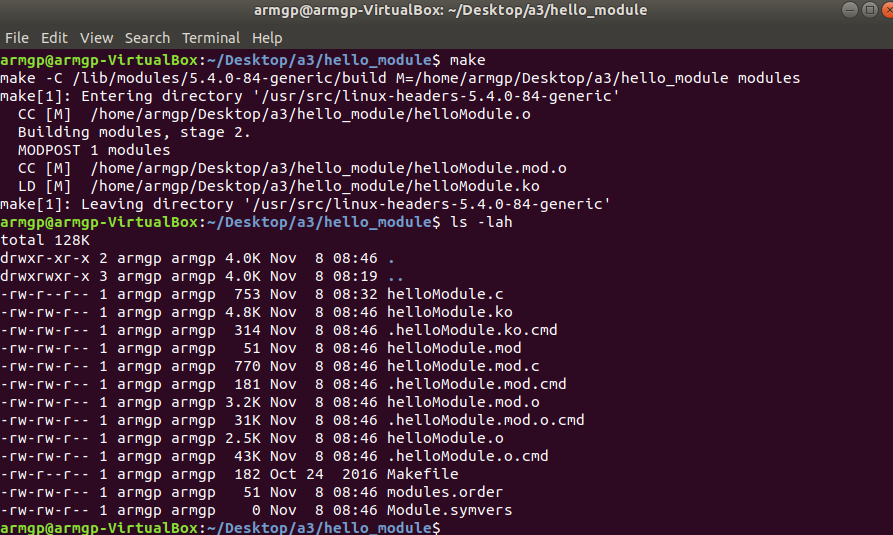 armgp@armgp-VirtualBox: ~/Desktop/a3/hello_module
File Edit View Search Terminal Help
armgp@armgp-VirtualBox:~/Desktop/a3/hello_module$ make
make -C /lib/modules/5.4.0-84-generic/build M=/home/armgp/Desktop/a3/hello_module modules
make[1]: Entering directory '/usr/src/linux-headers-5.4.0-84-generic'
  CC [M]  /home/armgp/Desktop/a3/hello_module/helloModule.o
  Building modules, stage 2.
  MODPOST 1 modules
  CC [M]  /home/armgp/Desktop/a3/hello_module/helloModule.mod.o
  LD [M]  /home/armgp/Desktop/a3/hello_module/helloModule.ko
make[1]: Leaving directory '/usr/src/linux-headers-5.4.0-84-generic'
armgp@armgp-VirtualBox:~/Desktop/a3/hello_module$ ls -lah
total 128K
drwxr-xr-x 2 armgp armgp 4.0K Nov  8 08:46 .
drwxrwxr-x 3 armgp armgp 4.0K Nov  8 08:19 ..
-rw-r--r-- 1 armgp armgp  753 Nov  8 08:32 helloModule.c
-rw-rw-r-- 1 armgp armgp 4.8K Nov  8 08:46 helloModule.ko
-rw-rw-r-- 1 armgp armgp  314 Nov  8 08:46 .helloModule.ko.cmd
-rw-rw-r-- 1 armgp armgp   51 Nov  8 08:46 helloModule.mod
-rw-rw-r-- 1 armgp armgp  770 Nov  8 08:46 helloModule.mod.c
-rw-rw-r-- 1 armgp armgp  181 Nov  8 08:46 .helloModule.mod.cmd
-rw-rw-r-- 1 armgp armgp 3.2K Nov  8 08:46 helloModule.mod.o
-rw-rw-r-- 1 armgp armgp  31K Nov  8 08:46 .helloModule.mod.o.cmd
-rw-rw-r-- 1 armgp armgp 2.5K Nov  8 08:46 helloModule.o
-rw-rw-r-- 1 armgp armgp  43K Nov  8 08:46 .helloModule.o.cmd
-rw-rw-r-- 1 armgp armgp  182 Oct 24  2016 Makefile
-rw-rw-r-- 1 armgp armgp   51 Nov  8 08:46 modules.order
-rw-rw-r-- 1 armgp armgp    0 Nov  8 08:46 Module.symvers
armgp@armgp-VirtualBox:~/Desktop/a3/hello_module$